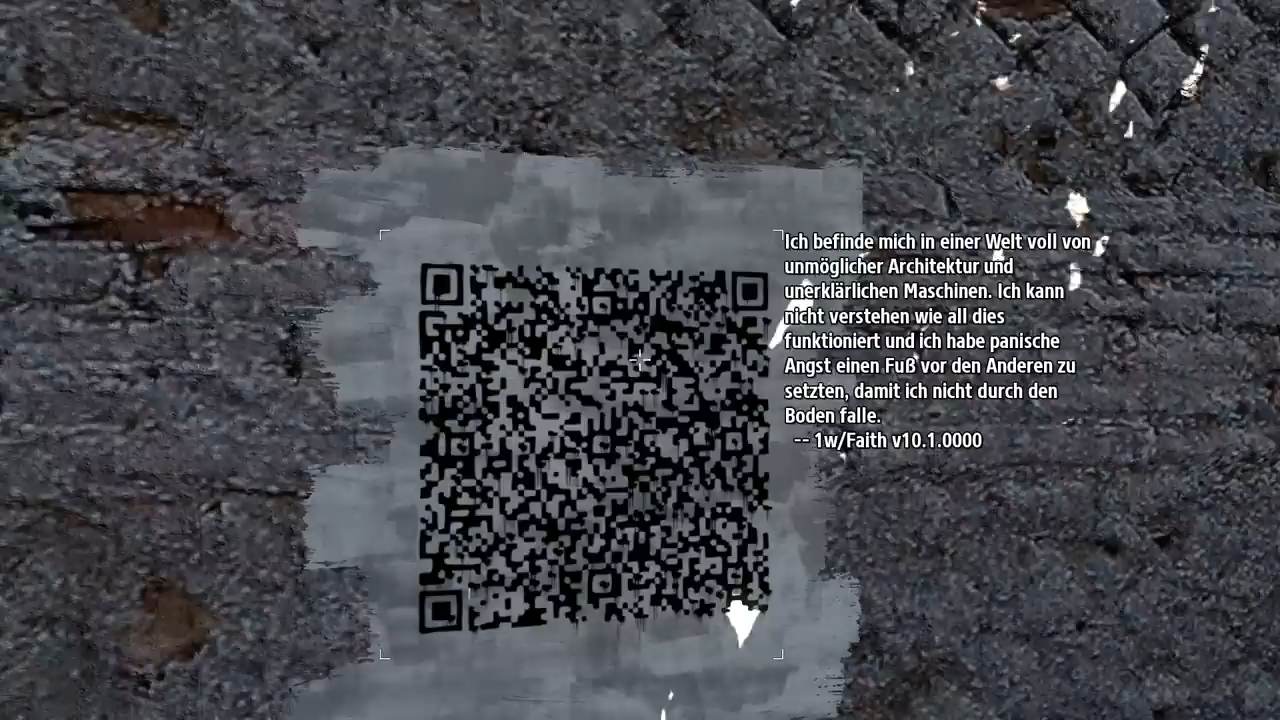 Ich befinde mich in einer Welt voll von
unmöglicher Architektur und
unerklärlichen Maschinen. Ich kann
nicht verstehen wie all dies
funktioniert und ich habe panische
Angst einen Fuß vor den Anderen zu
setzten, damit ich nicht durch den
Boden falle.
-- 1w/Faith v10.1.0000